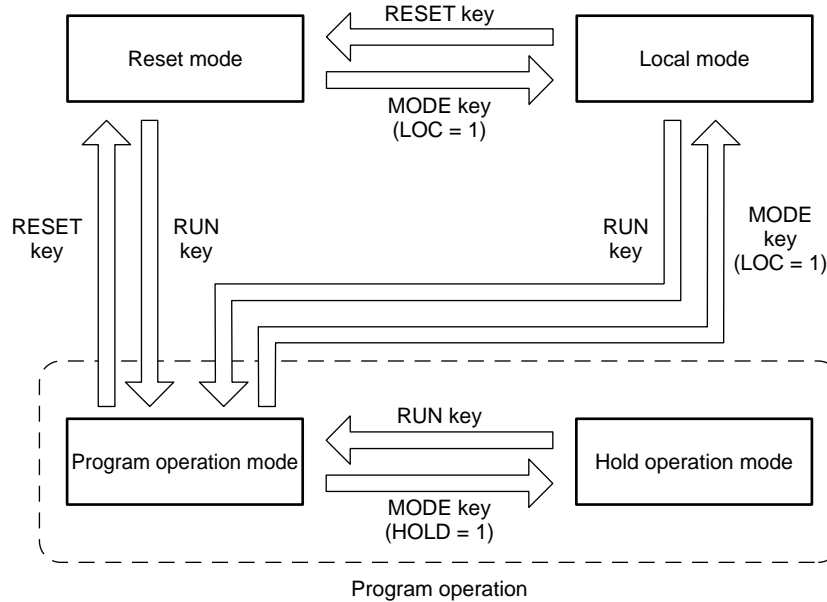 RESET key
Reset mode
Local mode
MODE key
(LOC = 1)
RESET
key
RUN
key
RUN
key
MODE
key
(LOC = 1)
RUN key
Program operation mode
Hold operation mode
MODE key
(HOLD = 1)
Program operation